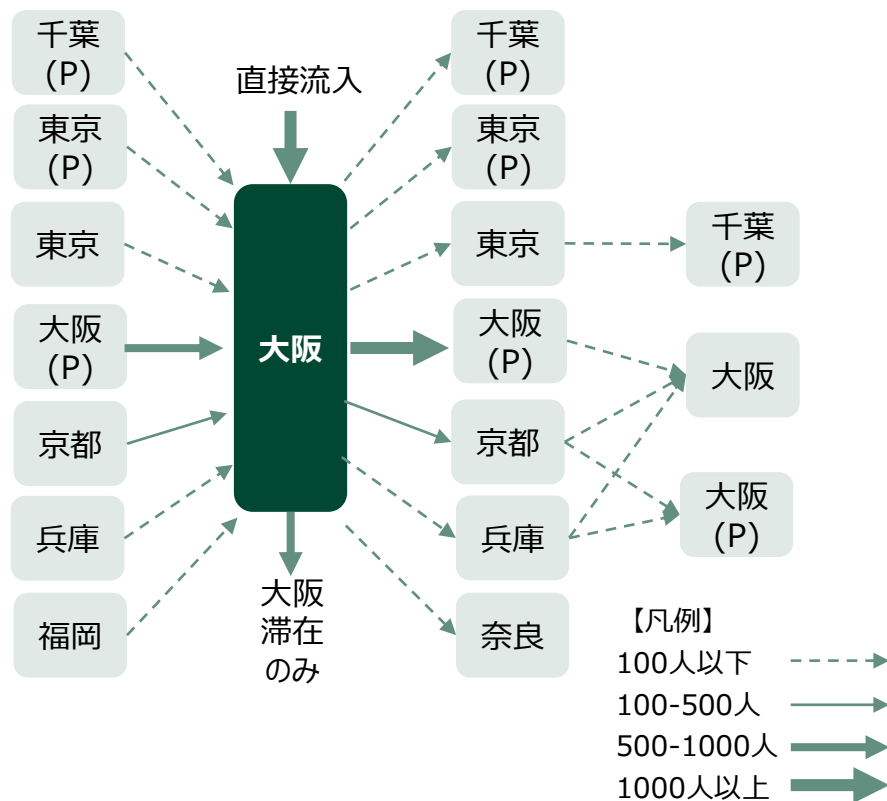 千葉
(P)
東京
(P)
東京
大阪
(P)
京都
兵庫
福岡
直接流入
大阪
大阪
滞在
のみ
千葉
(P)
東京
(P)
東京
大阪
(P)
京都
兵庫
奈良
千葉
(P)
大阪
大阪
(P)
【凡例】
100人以下
100-500人
500-1000人
1000人以上